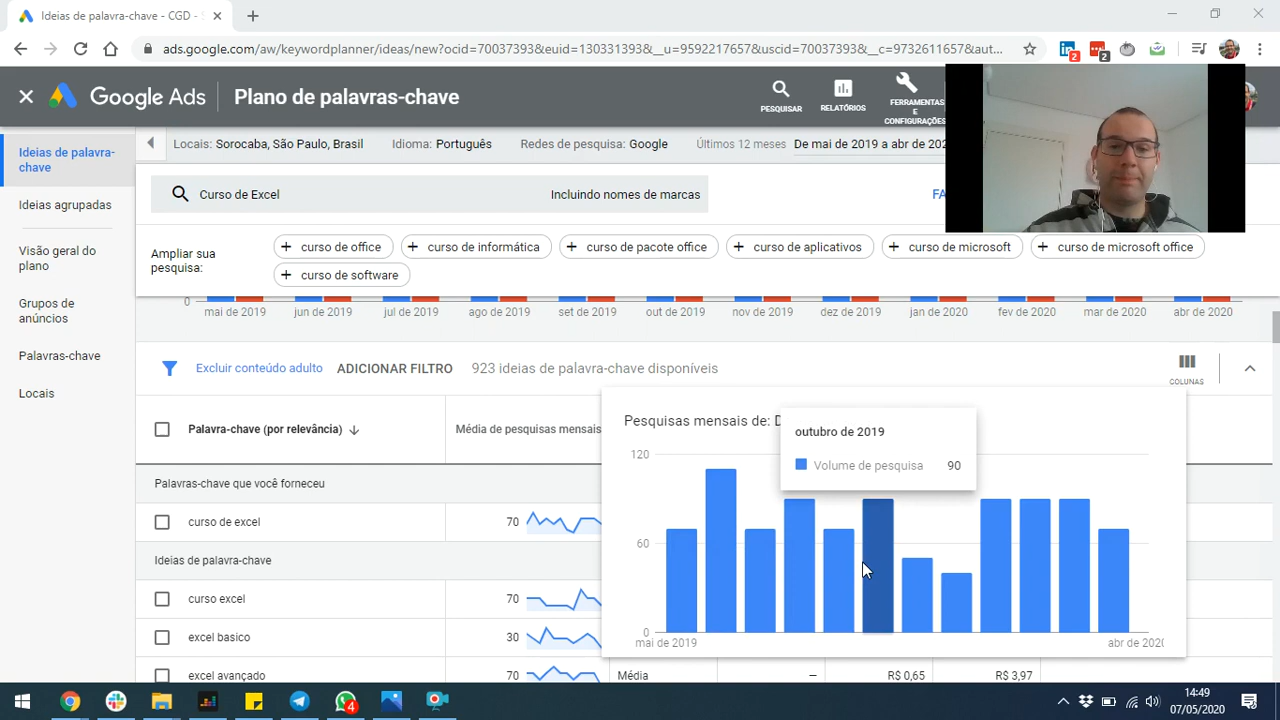 Ideias de palavra-chave - CGD - S
ads.google.com/aw/keywordplanner/ideas/new?ocid=70037393&euid=130331393&__u=9592217657&uscid=70037393&__c=9732611657&aut...
2
2
Google Ads
Plano de palavras-chave
PESQUISAR
RELATÓRIOS
FERRAMENTAS
E
CONFIGURAÇÕES
Ideias de palavra-
chave
Ideias agrupadas
Visão geral do
plano
Grupos de
anúncios
Palavras-chave
Locais
Locais: Sorocaba, São Paulo, Brasil
Idioma: Português
Redes de pesquisa: Google
Últimos 12 meses
De mai de 2019 a abr de 202
Curso de Excel
Incluindo nomes de marcas
FA
Ampliar sua
pesquisa:
curso de office
curso de informática
curso de pacote office
curso de aplicativos
curso de microsoft
curso de microsoft office
curso de software
0
mai de 2019 jun de 2019 jul de 2019 ago de 2019 set de 2019 out de 2019 nov de 2019 dez de 2019 jan de 2020 fev de 2020 mar de 2020 abr de 2020
Excluir conteúdo adulto
ADICIONAR FILTRO
923 ideias de palavra-chave disponíveis
COLUNAS
Palavra-chave (por relevância)
Média de pesquisas mensais
Palavras-chave que você forneceu
curso de excel 70
Ideias de palavra-chave
curso excel 70
excel basico 30
excel avançado 70 Média – R$ 0,65 R$ 3,97
Pesquisas mensais de: D
outubro de 2019
Volume de pesquisa 90
120
60
0
mai de 2019
abr de 2020
4
14:49
07/05/2020